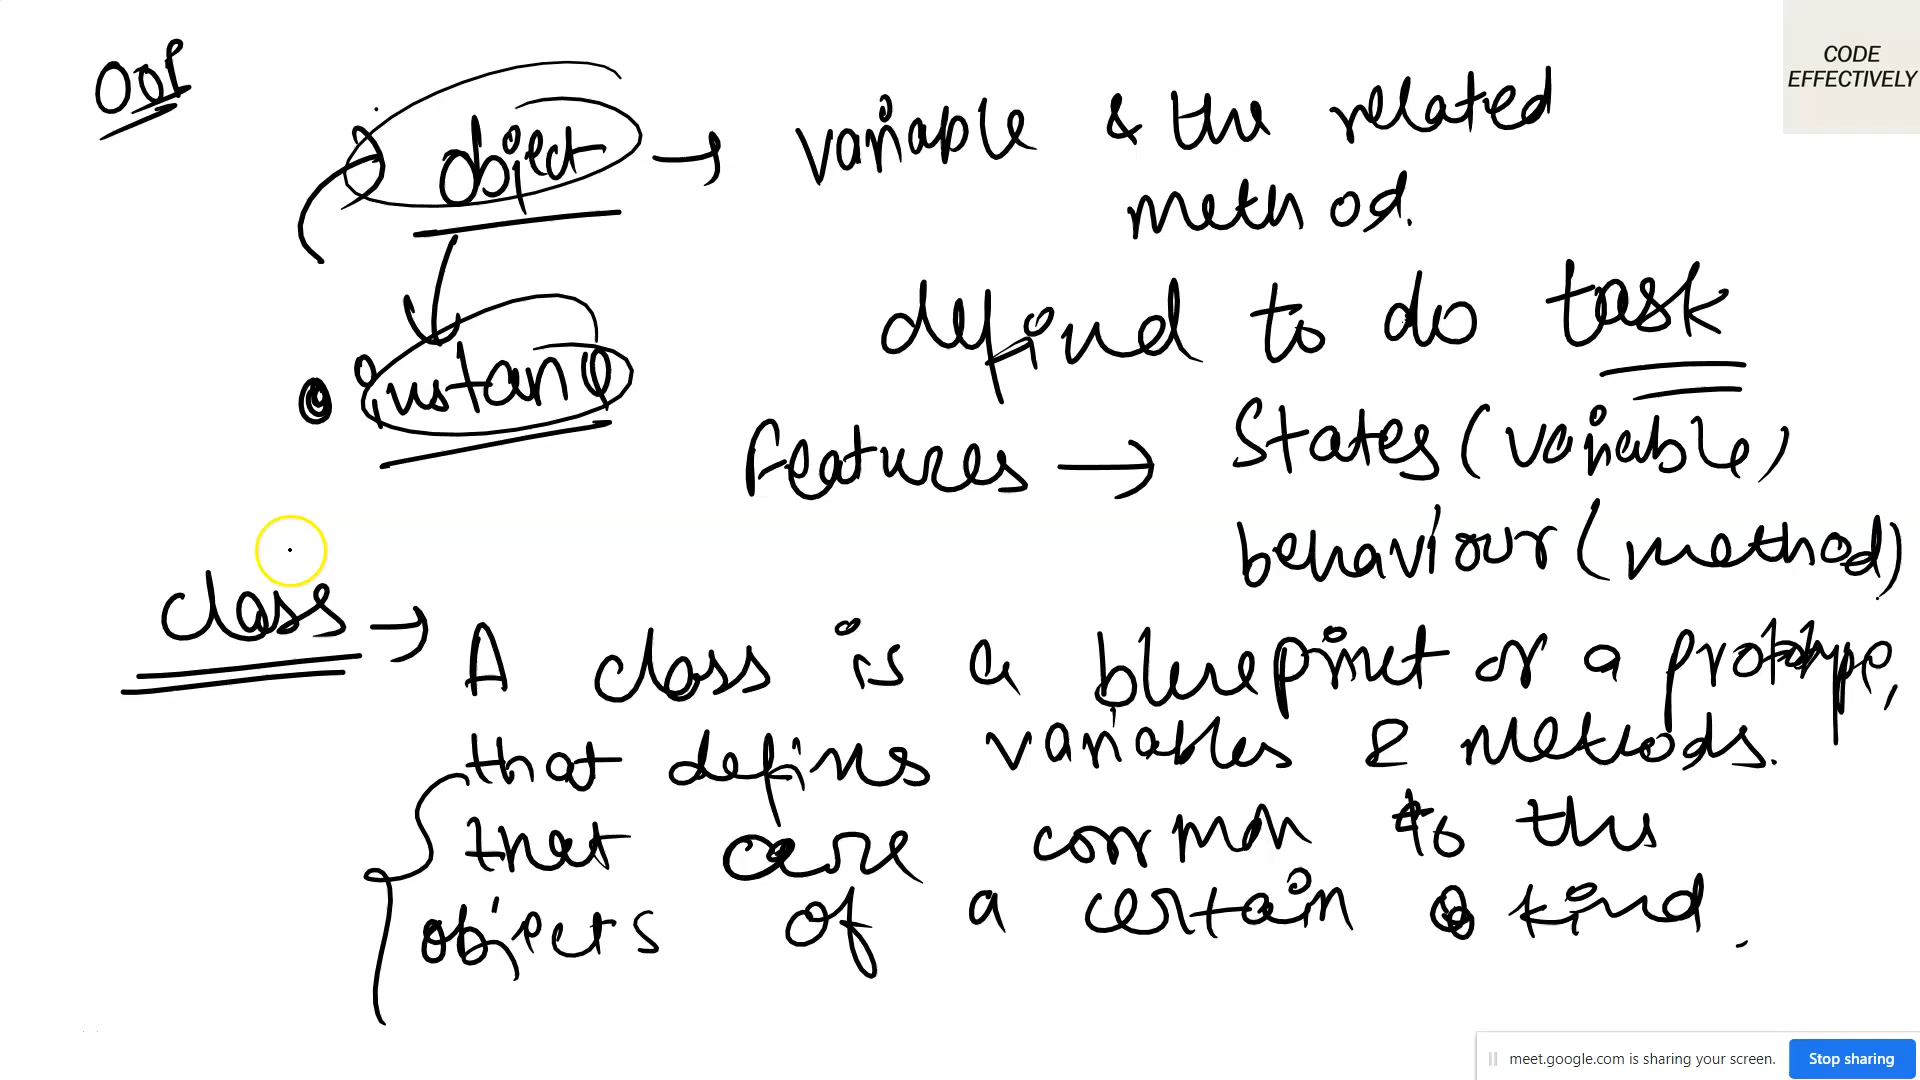 OOP
CODE
EFFECTIVELY
object → variable & the related
method.
defined to do task
instance
features → States (variable)
behaviour (method)
class → A class is a blueprint or a prototype,
that defines variables & methods.
that are common to the
objects of a certain kind.
meet.google.com is sharing your screen.
Stop sharing